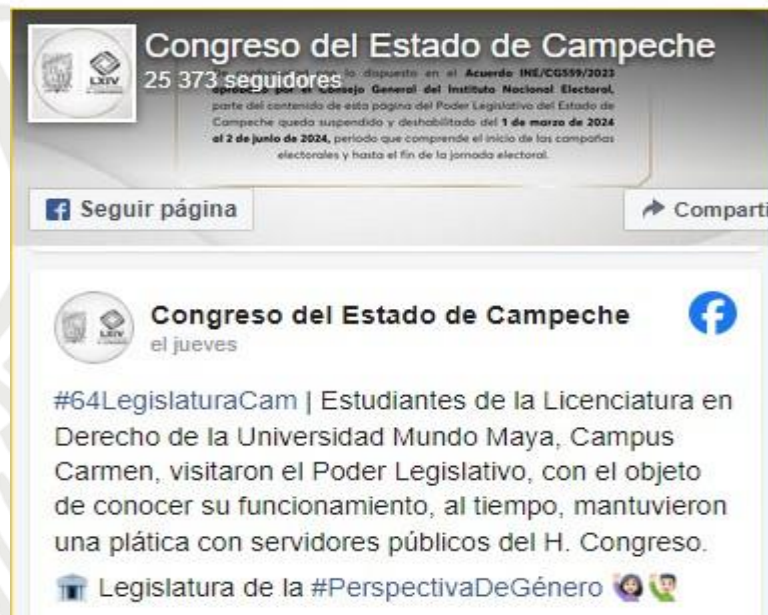 Congreso del Estado de Campeche
25 373 seguidores
lo dispuesto en el Acuerdo INE/CG559/2023
aprobado por el Consejo General del Instituto Nacional Electoral,
parte del contenido de esta página del Poder Legislativo del Estado de
Campeche queda suspendido y deshabilitado del 1 de marzo de 2024
al 2 de junio de 2024, periodo que comprende el inicio de las campañas
electorales y hasta el fin de la jornada electoral.
LXIV
Seguir página
Comparti
Congreso del Estado de Campeche
el jueves
LXIV
#64LegislaturaCam | Estudiantes de la Licenciatura en
Derecho de la Universidad Mundo Maya, Campus
Carmen, visitaron el Poder Legislativo, con el objeto
de conocer su funcionamiento, al tiempo, mantuvieron
una plática con servidores públicos del H. Congreso.
🏛️ Legislatura de la #PerspectivaDeGénero 🙋🏻‍♀️ 🙋🏻‍♂️